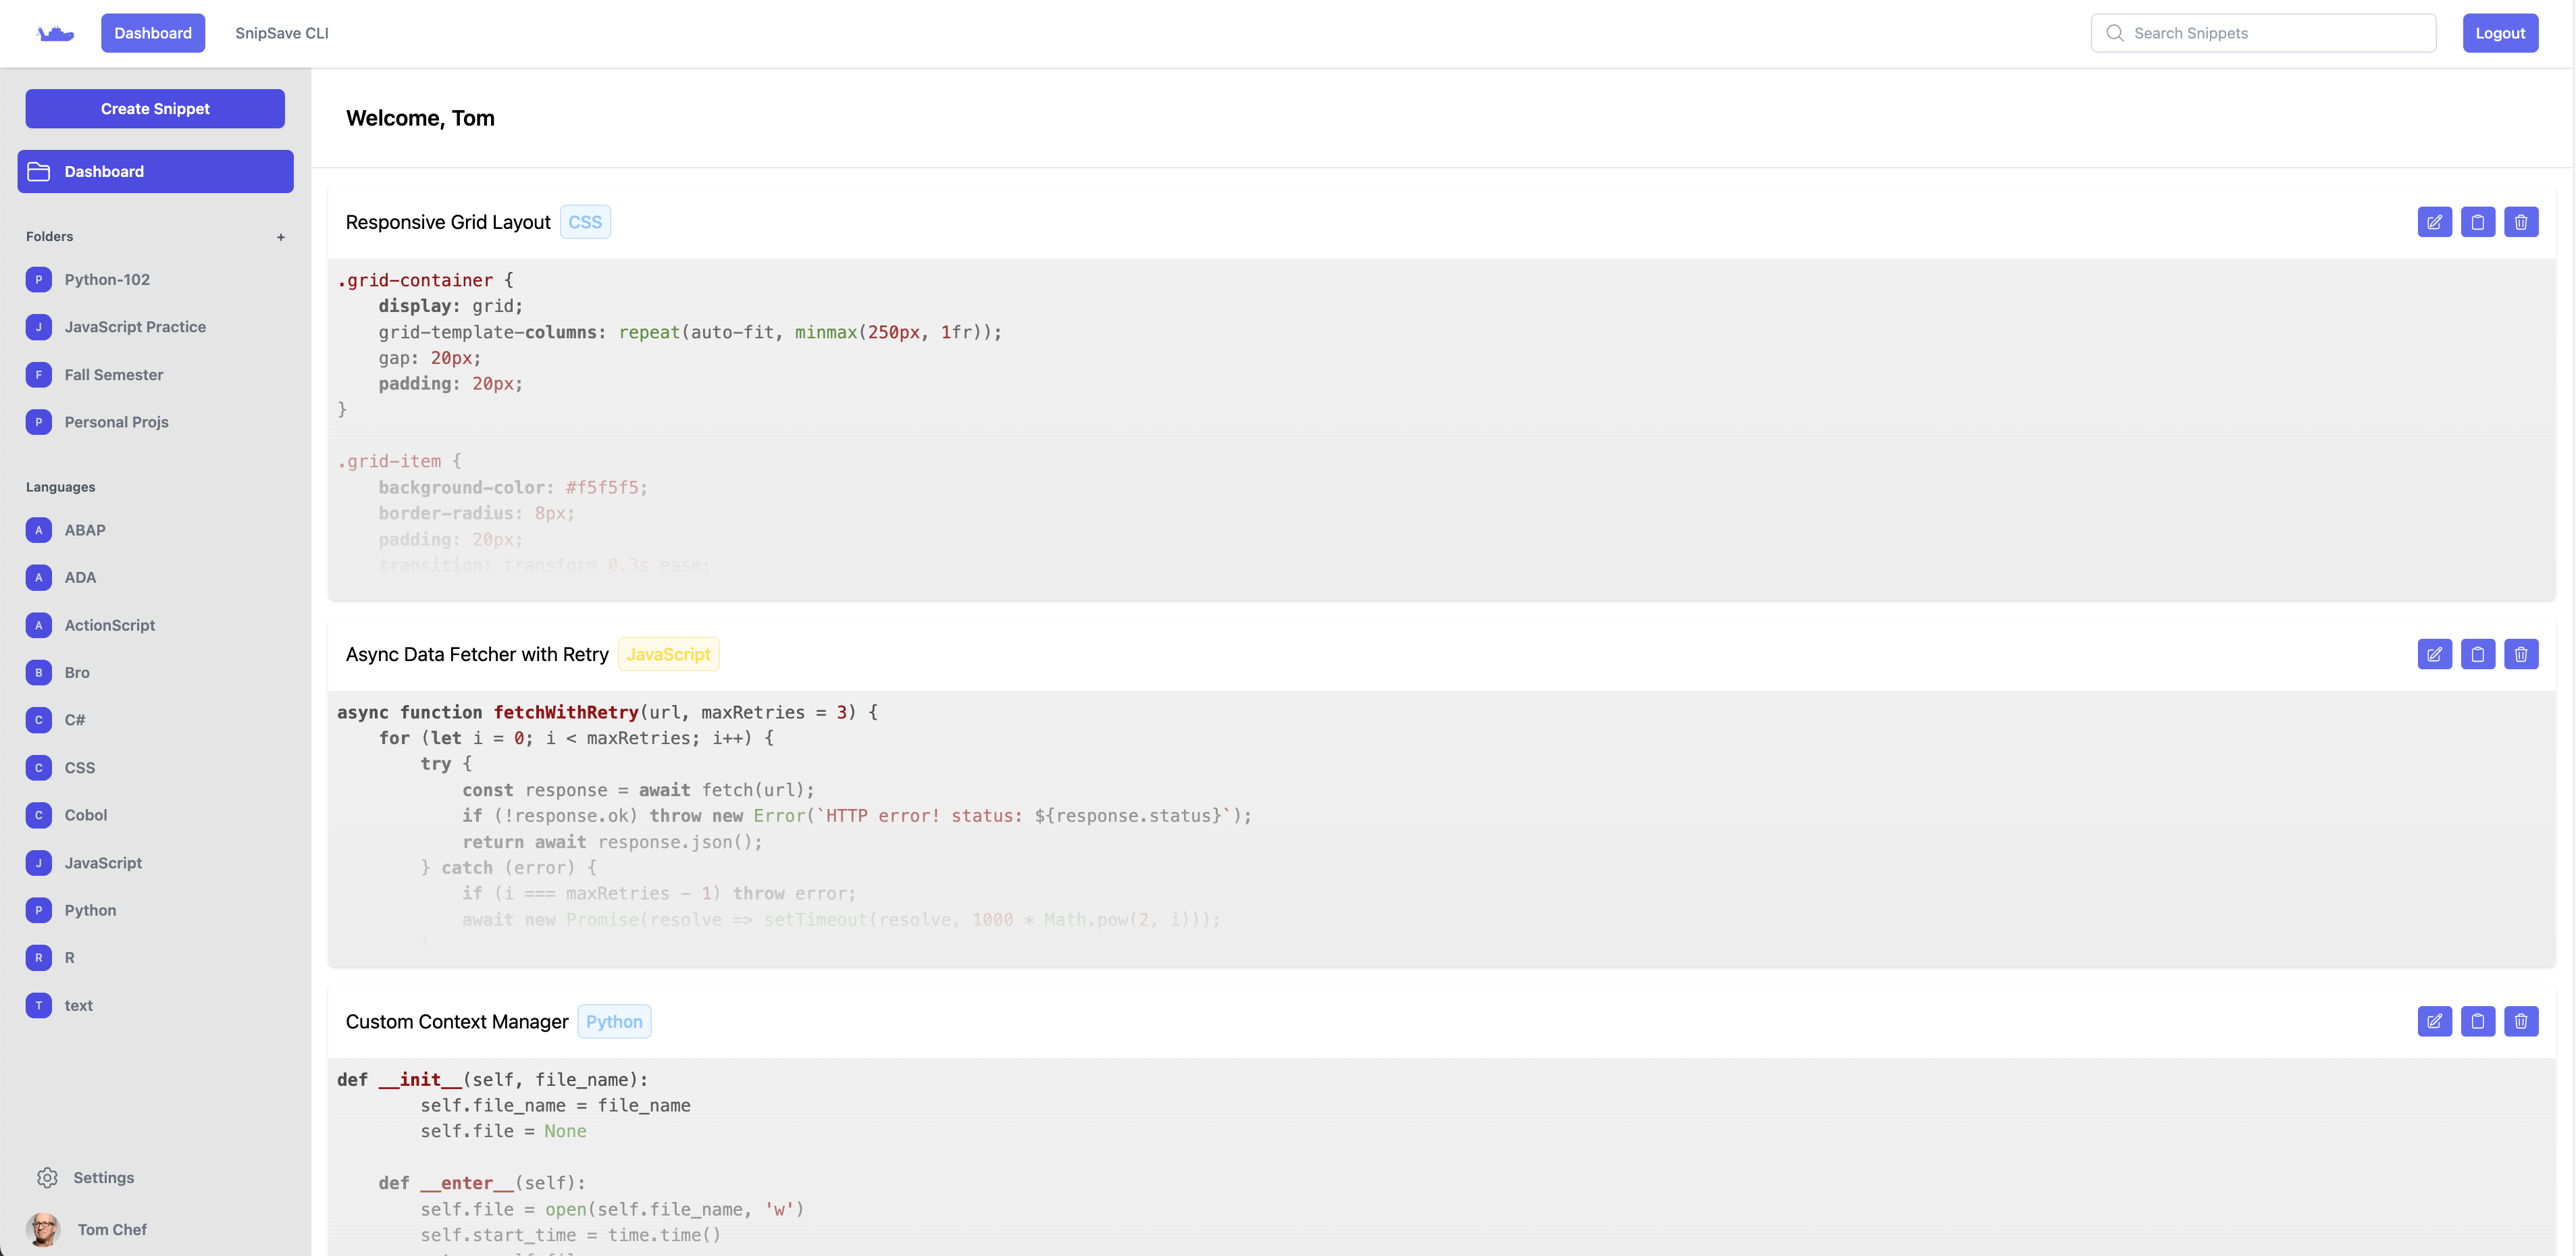 Dashboard
SnipSave CLI
Search Snippets
Logout
Create Snippet
Dashboard
Folders +
P Python-102
J JavaScript Practice
F Fall Semester
P Personal Projs
Languages
A ABAP
A ADA
A ActionScript
B Bro
C C#
C CSS
C Cobol
J JavaScript
P Python
R R
T text
Settings
Tom Chef
Welcome, Tom
Responsive Grid Layout CSS
.grid-container {
    display: grid;
    grid-template-columns: repeat(auto-fit, minmax(250px, 1fr));
    gap: 20px;
    padding: 20px;
}
.grid-item {
    background-color: #f5f5f5;
    border-radius: 8px;
    padding: 20px;
    transition: transform 0.3s ease;
Async Data Fetcher with Retry JavaScript
async function fetchWithRetry(url, maxRetries = 3) {
    for (let i = 0; i < maxRetries; i++) {
        try {
            const response = await fetch(url);
            if (!response.ok) throw new Error(`HTTP error! status: ${response.status}`);
            return await response.json();
        } catch (error) {
            if (i === maxRetries - 1) throw error;
            await new Promise(resolve => setTimeout(resolve, 1000 * Math.pow(2, i)));
        }
Custom Context Manager Python
def __init__(self, file_name):
        self.file_name = file_name
        self.file = None
    def __enter__(self):
        self.file = open(self.file_name, 'w')
        self.start_time = time.time()